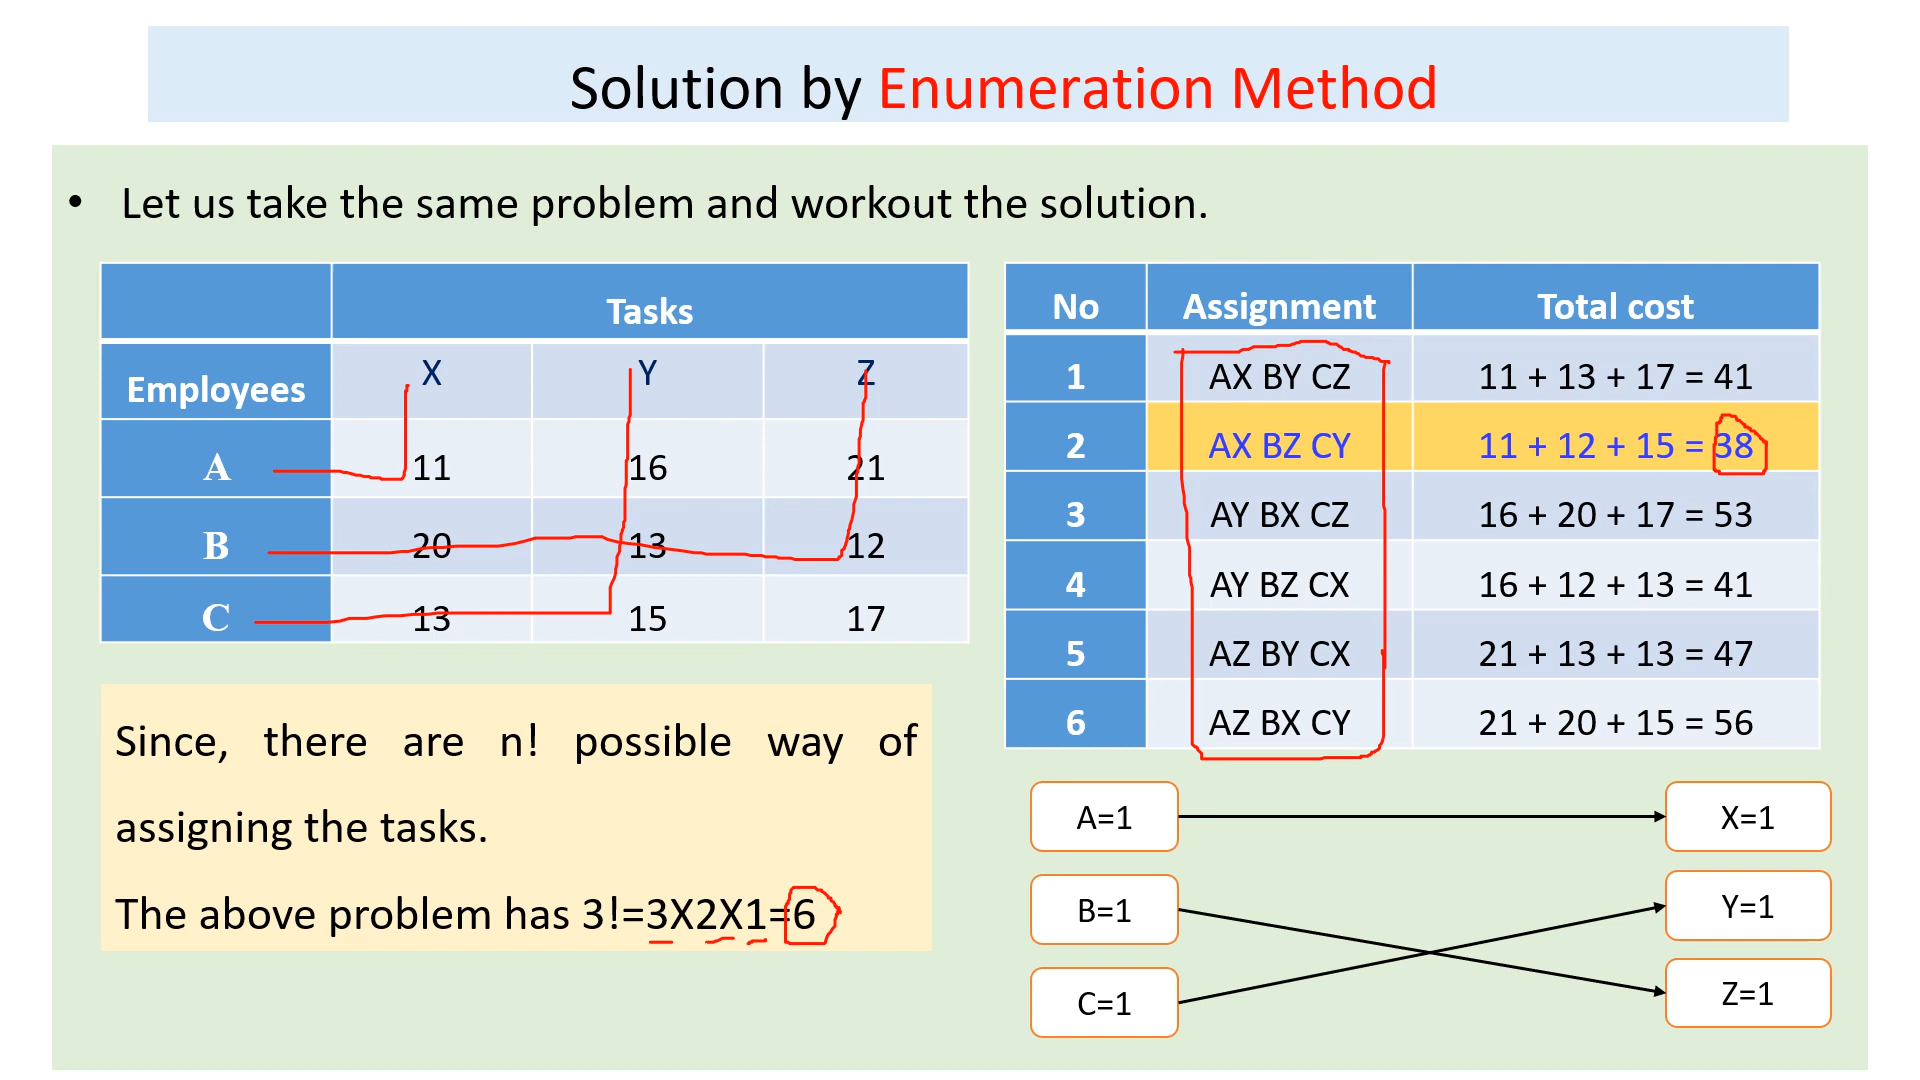 Solution by Enumeration Method
• Let us take the same problem and workout the solution.
Tasks
Employees X Y Z
A 11 16 21
B 20 13 12
C 13 15 17
Since, there are n! possible way of
assigning the tasks.
The above problem has 3!=3X2X1=6
No Assignment Total cost
1 AX BY CZ 11 + 13 + 17 = 41
2 AX BZ CY 11 + 12 + 15 = 38
3 AY BX CZ 16 + 20 + 17 = 53
4 AY BZ CX 16 + 12 + 13 = 41
5 AZ BY CX 21 + 13 + 13 = 47
6 AZ BX CY 21 + 20 + 15 = 56
A=1 X=1
B=1 Y=1
C=1 Z=1